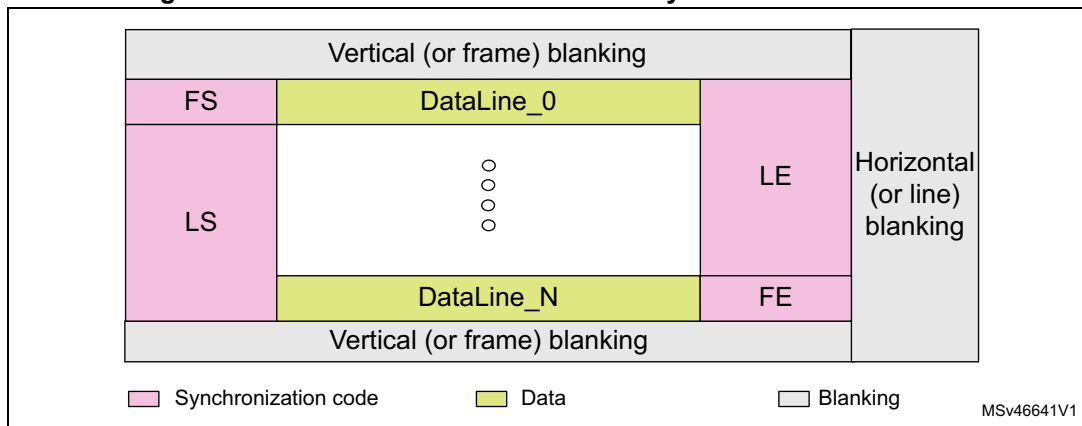 Vertical (or frame) blanking
FS
DataLine_0
LE
Horizontal
(or line)
blanking
LS
DataLine_N
FE
Vertical (or frame) blanking
Synchronization code
Data
Blanking
MSv46641V1